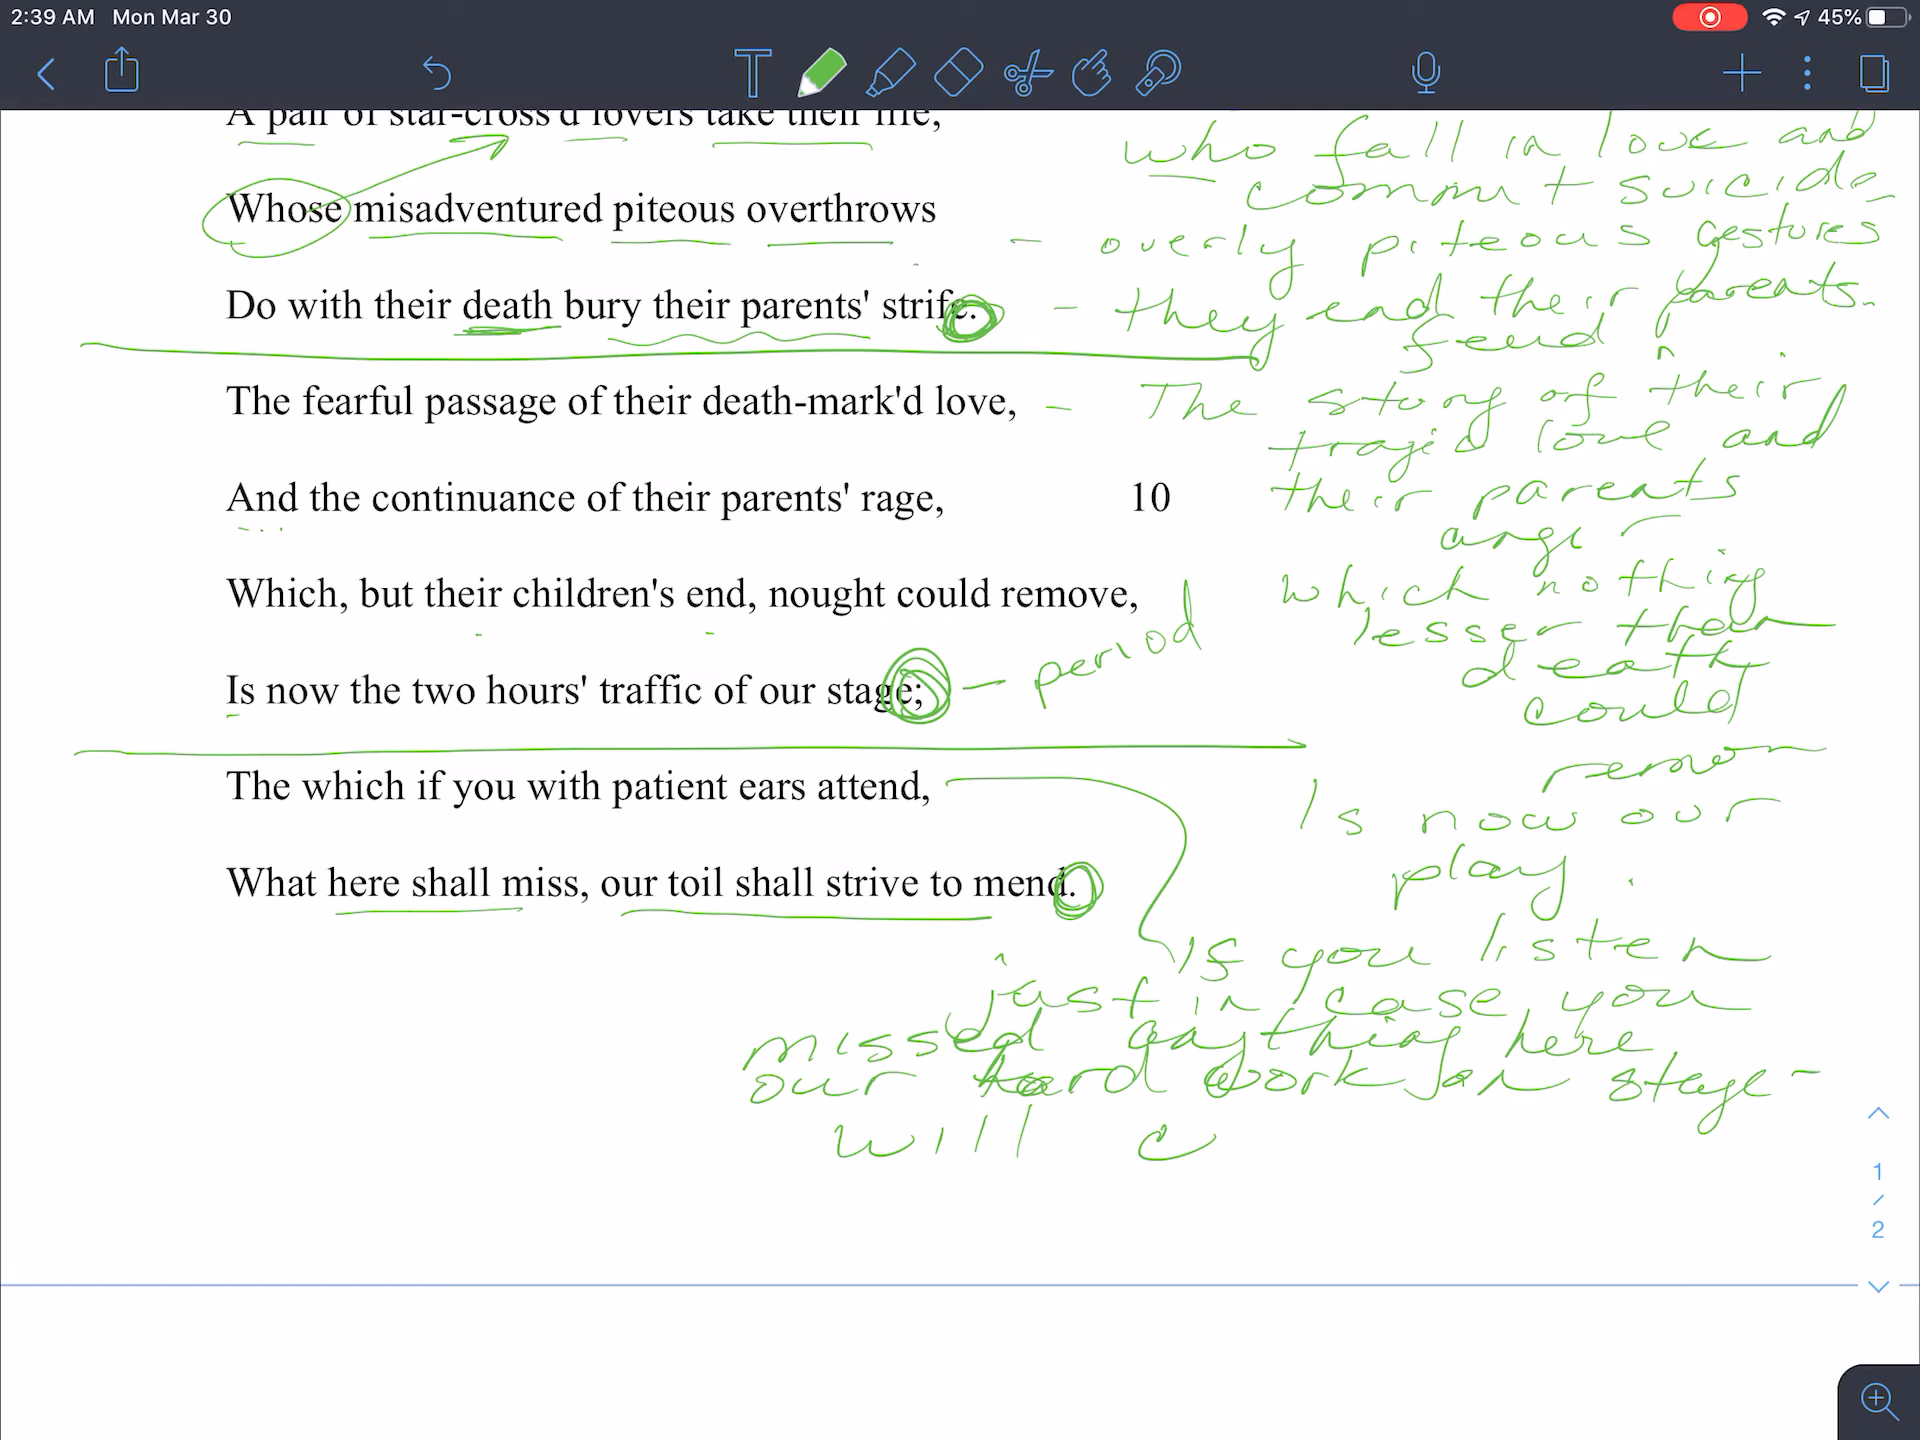 2:39 AM Mon Mar 30
45%
A pair of star-cross'd lovers take their life,
who fall in love and
commit suicide
Whose misadventured piteous overthrows
- overly piteous gestures
Do with their death bury their parents' strife.
- they end their parents
feud
The fearful passage of their death-mark'd love,
- The story of their
tragic love and
And the continuance of their parents' rage,
10
their parents
anger
Which, but their children's end, nought could remove,
which nothing
lesser than
death
could
remove
Is now the two hours' traffic of our stage;
- period
The which if you with patient ears attend,
Is now our
play.
What here shall miss, our toil shall strive to mend.
If you listen
just in case you
missed anything here
our hard work on stage
will c
1
/
2